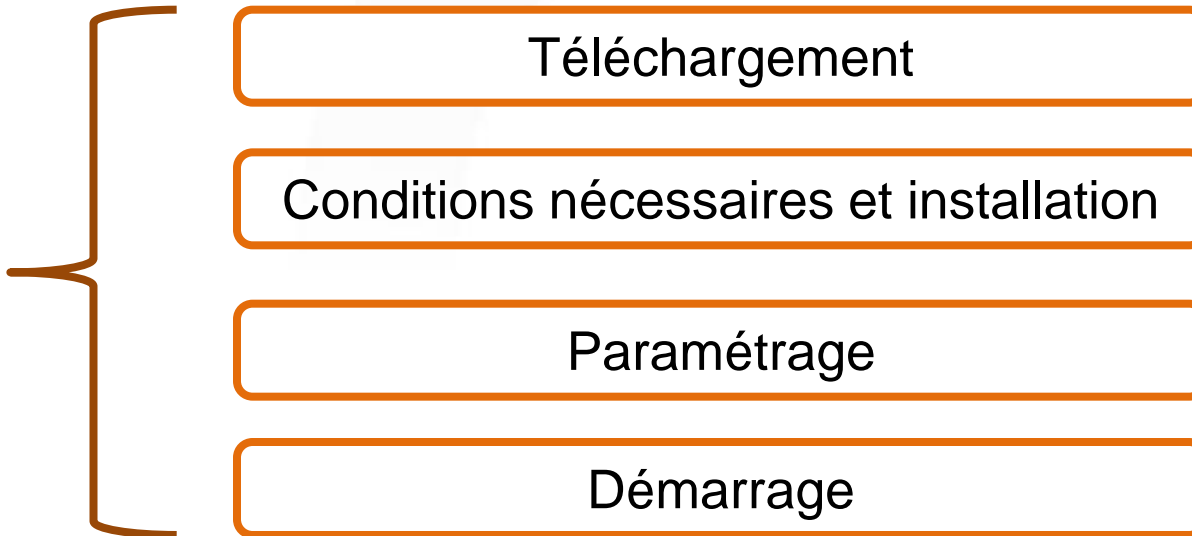 Téléchargement
Conditions nécessaires et installation
Paramétrage
Démarrage